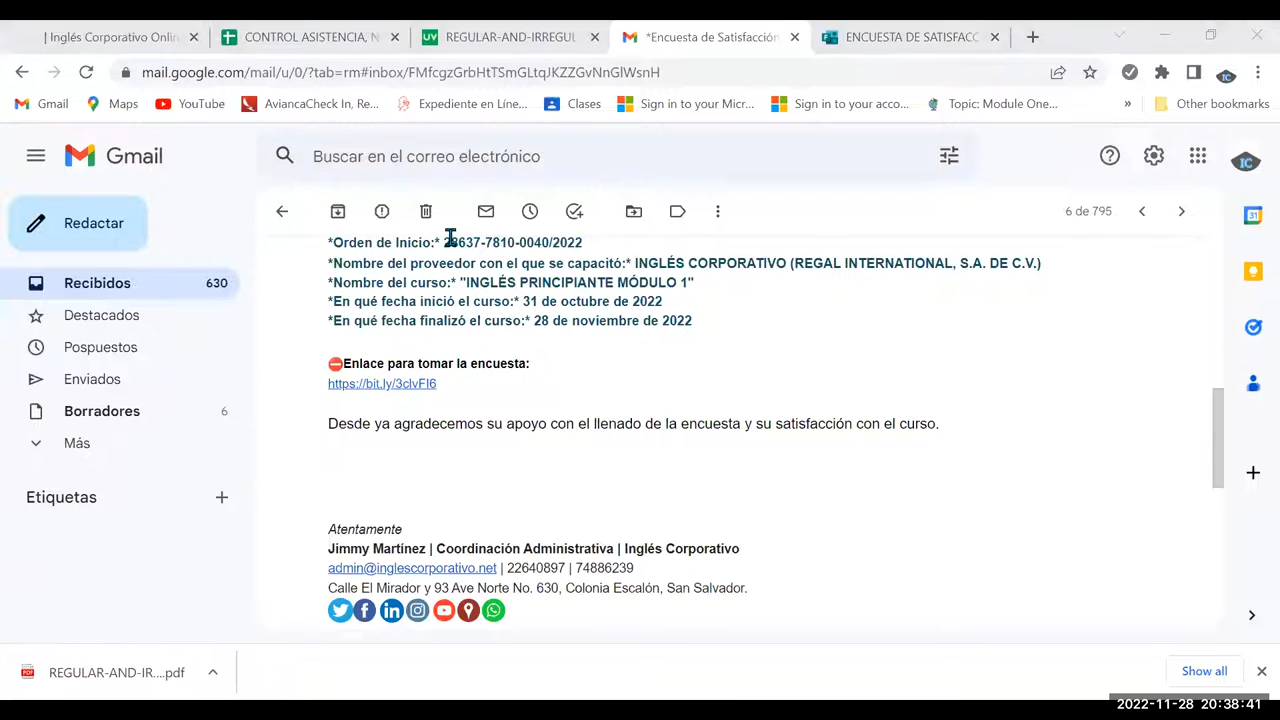 | Inglés Corporativo Onlin
CONTROL ASISTENCIA, N
REGULAR-AND-IRREGUL
*Encuesta de Satisfacción
ENCUESTA DE SATISFACC
mail.google.com/mail/u/0/?tab=rm#inbox/FMfcgzGrbHtTSmGLtqJKZZGvNnGlWsnH
Gmail
Maps
YouTube
AviancaCheck In, Re...
Expediente en Líne...
Clases
Sign in to your Micr...
Sign in to your acco...
Topic: Module One...
»
Other bookmarks
Gmail
Buscar en el correo electrónico
Redactar
6 de 795
Recibidos 630
Destacados
Pospuestos
Enviados
Borradores 6
Más
Etiquetas
*Orden de Inicio:* 637-7810-0040/2022
*Nombre del proveedor con el que se capacitó:* INGLÉS CORPORATIVO (REGAL INTERNATIONAL, S.A. DE C.V.)
*Nombre del curso:* "INGLÉS PRINCIPIANTE MÓDULO 1"
*En qué fecha inició el curso:* 31 de octubre de 2022
*En qué fecha finalizó el curso:* 28 de noviembre de 2022
Enlace para tomar la encuesta:
https://bit.ly/3clvFI6
Desde ya agradecemos su apoyo con el llenado de la encuesta y su satisfacción con el curso.
Atentamente
Jimmy Martínez | Coordinación Administrativa | Inglés Corporativo
admin@inglescorporativo.net | 22640897 | 74886239
Calle El Mirador y 93 Ave Norte No. 630, Colonia Escalón, San Salvador.
REGULAR-AND-IR....pdf
Show all
2022-11-28 20:38:41